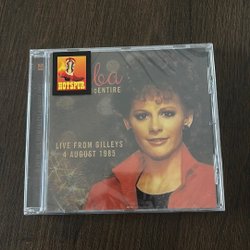 HOTSPUR
ba
cENTIRE
LIVE FROM GILLEYS
4 AUGUST 1985